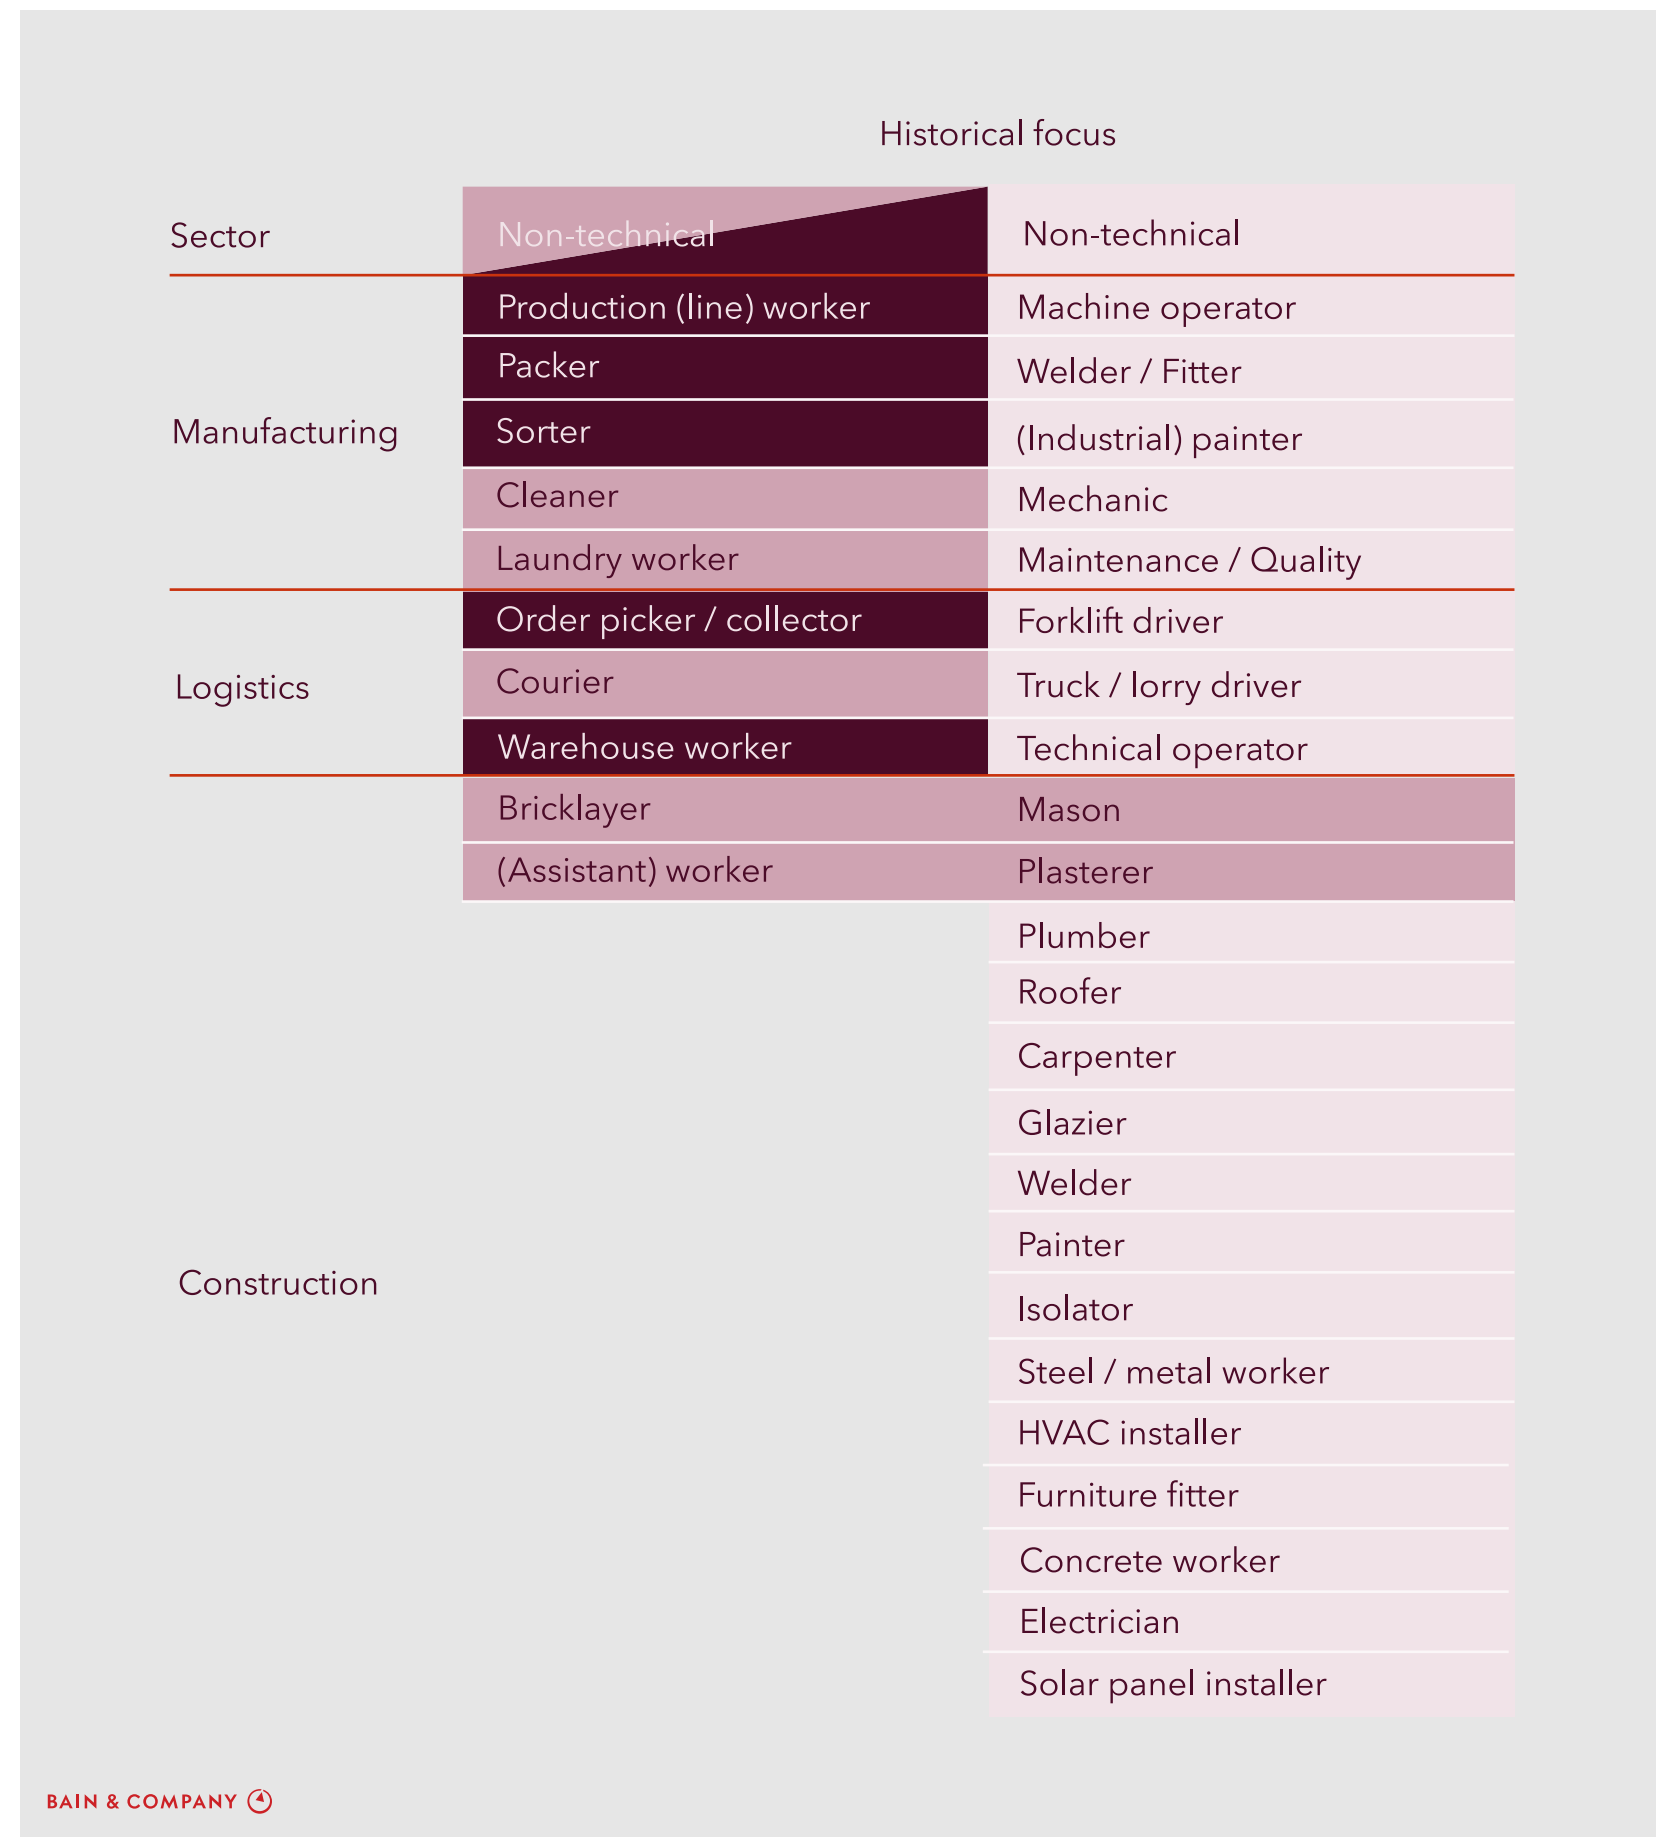 Historical focus
Sector
Non-technical
Non-technical
Manufacturing
Production (line) worker
Machine operator
Packer
Welder / Fitter
Sorter
(Industrial) painter
Cleaner
Mechanic
Laundry worker
Maintenance / Quality
Logistics
Order picker / collector
Forklift driver
Courier
Truck / lorry driver
Warehouse worker
Technical operator
Construction
Bricklayer
Mason
(Assistant) worker
Plasterer
Plumber
Roofer
Carpenter
Glazier
Welder
Painter
Isolator
Steel / metal worker
HVAC installer
Furniture fitter
Concrete worker
Electrician
Solar panel installer
BAIN & COMPANY